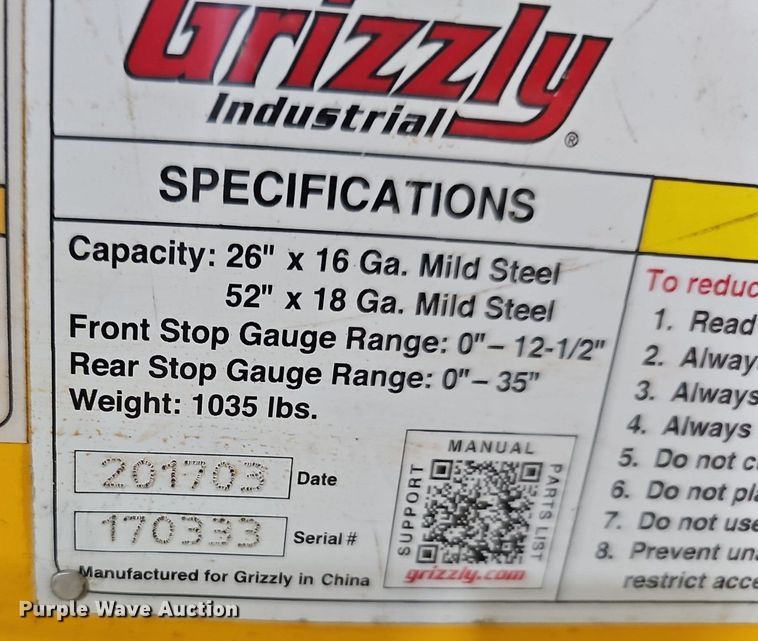 Grizzly
Industrial
®
SPECIFICATIONS
Capacity: 26" x 16 Ga. Mild Steel
52" x 18 Ga. Mild Steel
Front Stop Gauge Range: 0"– 12-1/2"
Rear Stop Gauge Range: 0"– 35"
Weight: 1035 lbs.
201703 Date
170333 Serial #
Manufactured for Grizzly in China
MANUAL
SUPPORT
PARTS LIST
grizzly.com
To reduc
1. Read
2. Alway
3. Always
4. Always
5. Do not c
6. Do not pla
7. Do not use
8. Prevent un
restrict acce
Purple Wave Auction